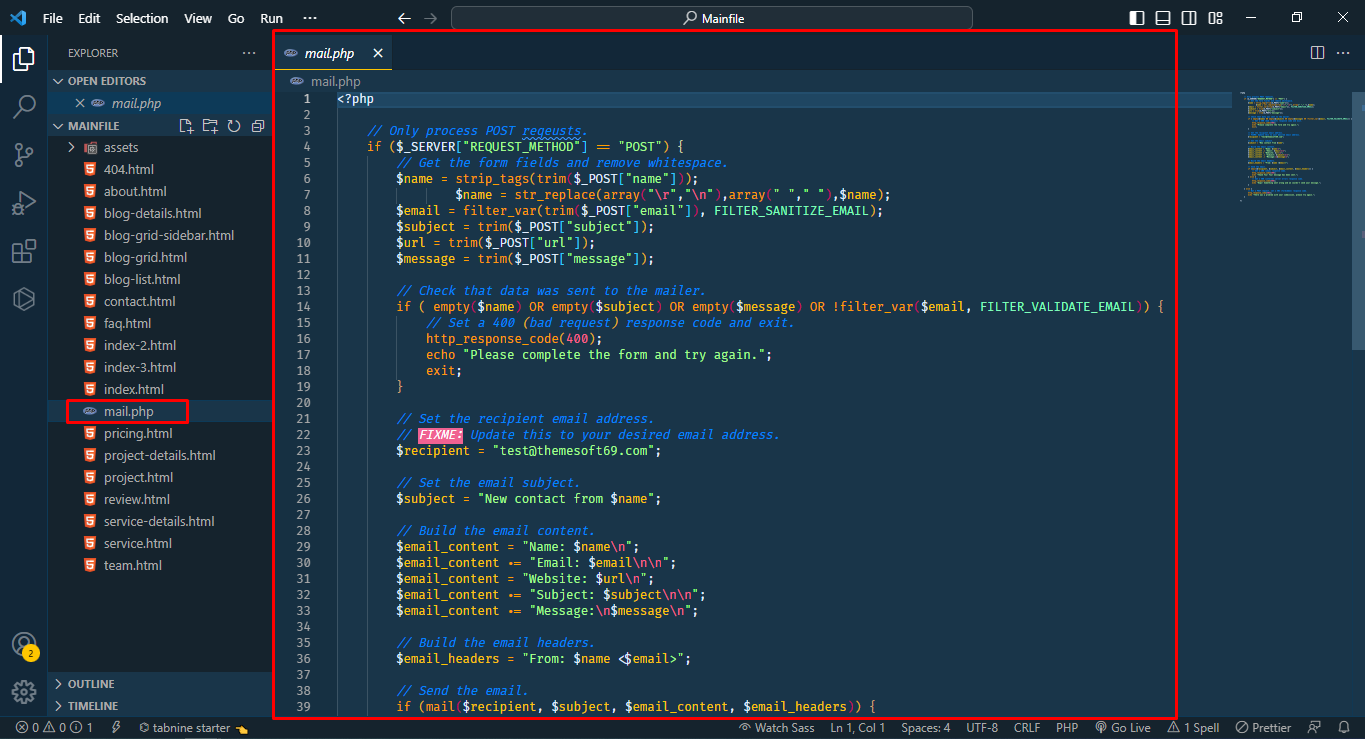 File Edit Selection View Go Run ··· Mainfile
EXPLORER ···
OPEN EDITORS
mail.php
MAINFILE
assets
404.html
about.html
blog-details.html
blog-grid-sidebar.html
blog-grid.html
blog-list.html
contact.html
faq.html
index-2.html
index-3.html
index.html
mail.php
pricing.html
project-details.html
project.html
review.html
service-details.html
service.html
team.html
OUTLINE
TIMELINE
2
mail.php
mail.php
1 <?php
2
3 // Only process POST reqeusts.
4 if ($_SERVER["REQUEST_METHOD"] == "POST") {
5 // Get the form fields and remove whitespace.
6 $name = strip_tags(trim($_POST["name"]));
7 $name = str_replace(array("\r","\n"),array(" "," "),$name);
8 $email = filter_var(trim($_POST["email"]), FILTER_SANITIZE_EMAIL);
9 $subject = trim($_POST["subject"]);
10 $url = trim($_POST["url"]);
11 $message = trim($_POST["message"]);
12
13 // Check that data was sent to the mailer.
14 if ( empty($name) OR empty($subject) OR empty($message) OR !filter_var($email, FILTER_VALIDATE_EMAIL)) {
15 // Set a 400 (bad request) response code and exit.
16 http_response_code(400);
17 echo "Please complete the form and try again.";
18 exit;
19 }
20
21 // Set the recipient email address.
22 // FIXME: Update this to your desired email address.
23 $recipient = "test@themesoft69.com";
24
25 // Set the email subject.
26 $subject = "New contact from $name";
27
28 // Build the email content.
29 $email_content = "Name: $name\n";
30 $email_content .= "Email: $email\n\n";
31 $email_content = "Website: $url\n";
32 $email_content .= "Subject: $subject\n\n";
33 $email_content .= "Message:\n$message\n";
34
35 // Build the email headers.
36 $email_headers = "From: $name <$email>";
37
38 // Send the email.
39 if (mail($recipient, $subject, $email_content, $email_headers)) {
0 0 1 tabnine starter Watch Sass Ln 1, Col 1 Spaces: 4 UTF-8 CRLF PHP Go Live 1 Spell Prettier